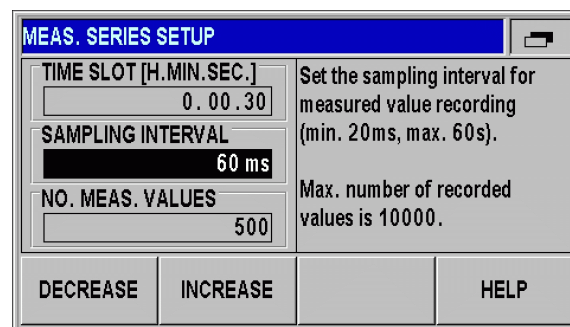 MEAS. SERIES SETUP
TIME SLOT [H.MIN.SEC.]
0. 00. 30
SAMPLING INTERVAL
60 ms
NO. MEAS. VALUES
500
Set the sampling interval for
measured value recording
(min. 20ms, max. 60s).
Max. number of recorded
values is 10000.
DECREASE
INCREASE
HELP